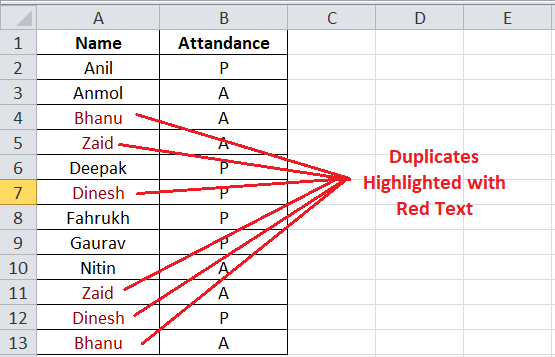 A B C D E
1 Name Attandance
2 Anil P
3 Anmol A
4 Bhanu A
5 Zaid A
6 Deepak P
7 Dinesh P
8 Fahrukh P
9 Gaurav P
10 Nitin A
11 Zaid A
12 Dinesh P
13 Bhanu A
Duplicates
Highlighted with
Red Text